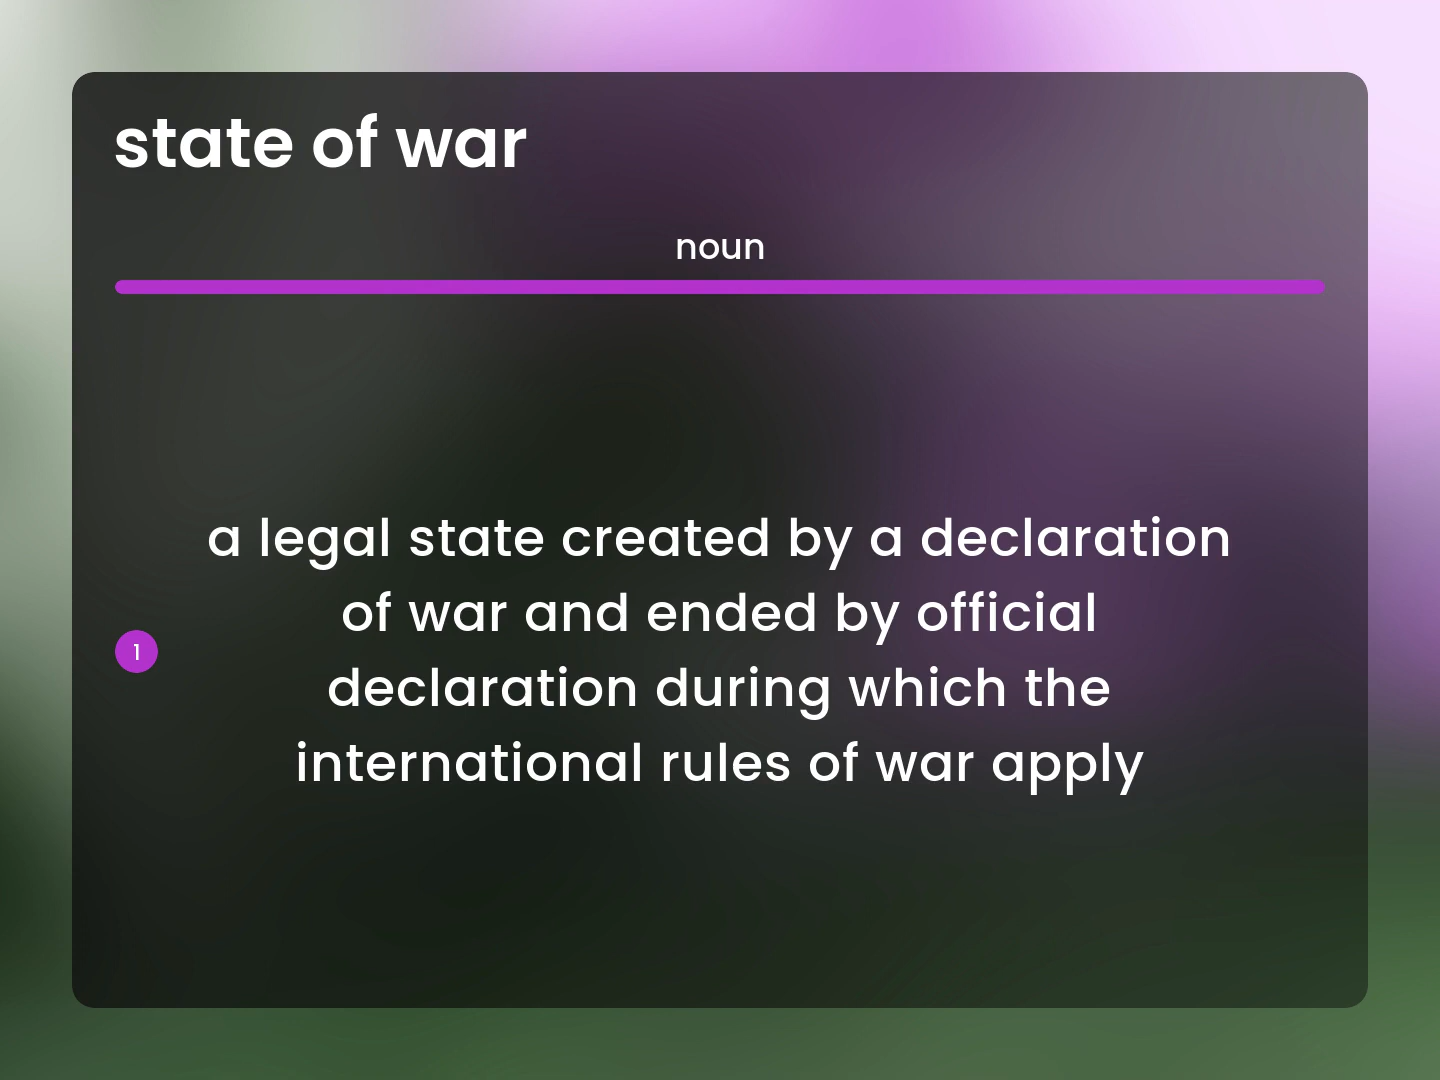 state of war
noun
1
a legal state created by a declaration
of war and ended by official
declaration during which the
international rules of war apply